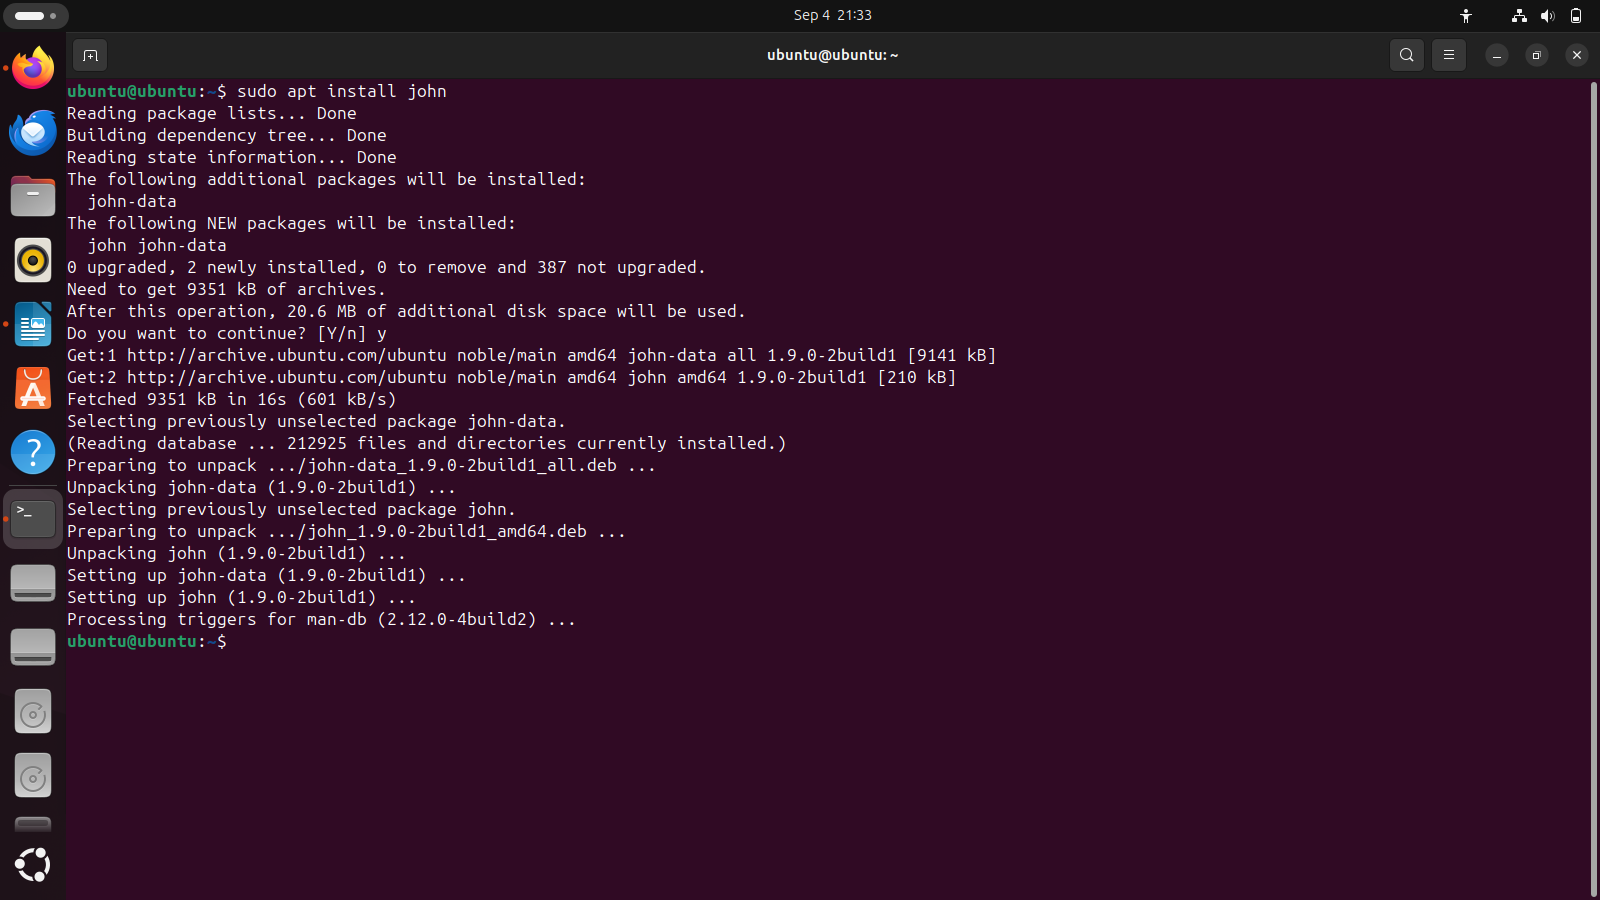 Sep 4 21:33
ubuntu@ubuntu: ~
ubuntu@ubuntu:~$ sudo apt install john
Reading package lists... Done
Building dependency tree... Done
Reading state information... Done
The following additional packages will be installed:
  john-data
The following NEW packages will be installed:
  john john-data
0 upgraded, 2 newly installed, 0 to remove and 387 not upgraded.
Need to get 9351 kB of archives.
After this operation, 20.6 MB of additional disk space will be used.
Do you want to continue? [Y/n] y
Get:1 http://archive.ubuntu.com/ubuntu noble/main amd64 john-data all 1.9.0-2build1 [9141 kB]
Get:2 http://archive.ubuntu.com/ubuntu noble/main amd64 john amd64 1.9.0-2build1 [210 kB]
Fetched 9351 kB in 16s (601 kB/s)
Selecting previously unselected package john-data.
(Reading database ... 212925 files and directories currently installed.)
Preparing to unpack .../john-data_1.9.0-2build1_all.deb ...
Unpacking john-data (1.9.0-2build1) ...
Selecting previously unselected package john.
Preparing to unpack .../john_1.9.0-2build1_amd64.deb ...
Unpacking john (1.9.0-2build1) ...
Setting up john-data (1.9.0-2build1) ...
Setting up john (1.9.0-2build1) ...
Processing triggers for man-db (2.12.0-4build2) ...
ubuntu@ubuntu:~$